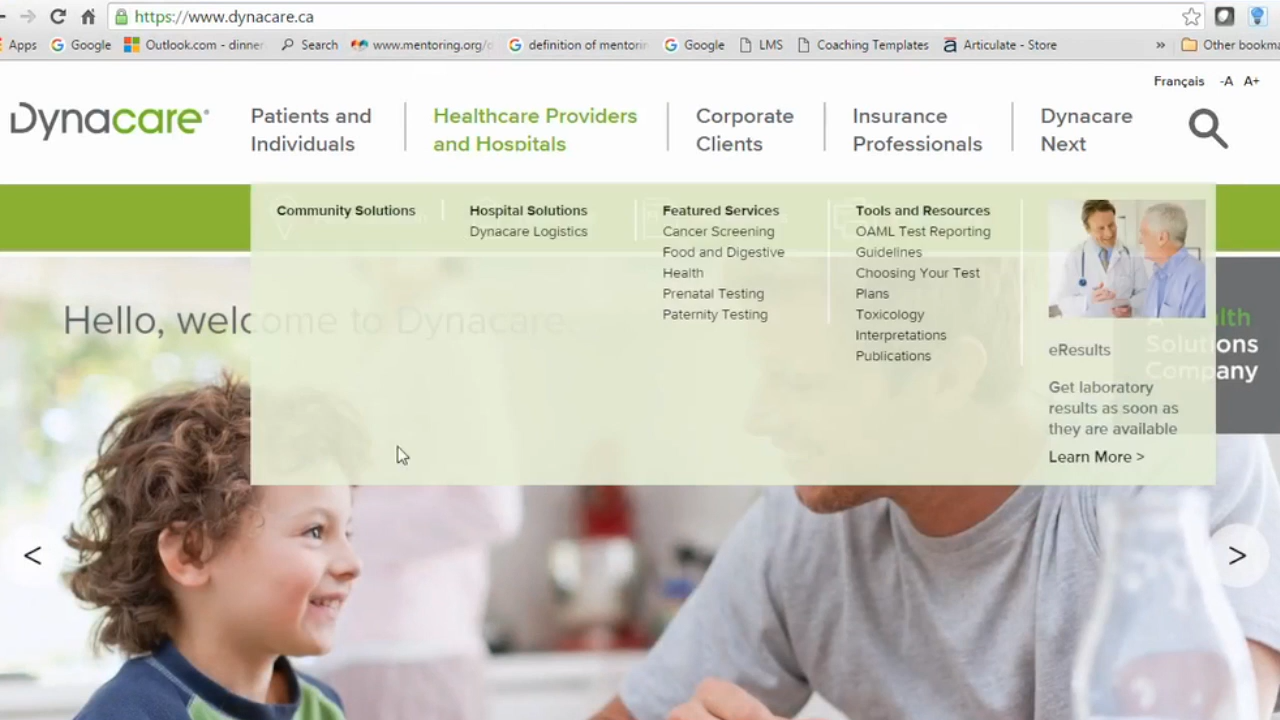 https://www.dynacare.ca
Apps Google Outlook.com - dinner Search www.mentoring.org/ definition of mentorin Google LMS Coaching Templates Articulate - Store » Other bookma
Français -A A+
Dynacare
Patients and
Individuals
Healthcare Providers
and Hospitals
Corporate
Clients
Insurance
Professionals
Dynacare
Next
Community Solutions
Hospital Solutions
Dynacare Logistics
Featured Services
Cancer Screening
Food and Digestive
Health
Prenatal Testing
Paternity Testing
Tools and Resources
OAML Test Reporting
Guidelines
Choosing Your Test
Plans
Toxicology
Interpretations
Publications
eResults
Get laboratory
results as soon as
they are available
Learn More >
Hello, welcome to Dynacare.
Solutions
Company
< >